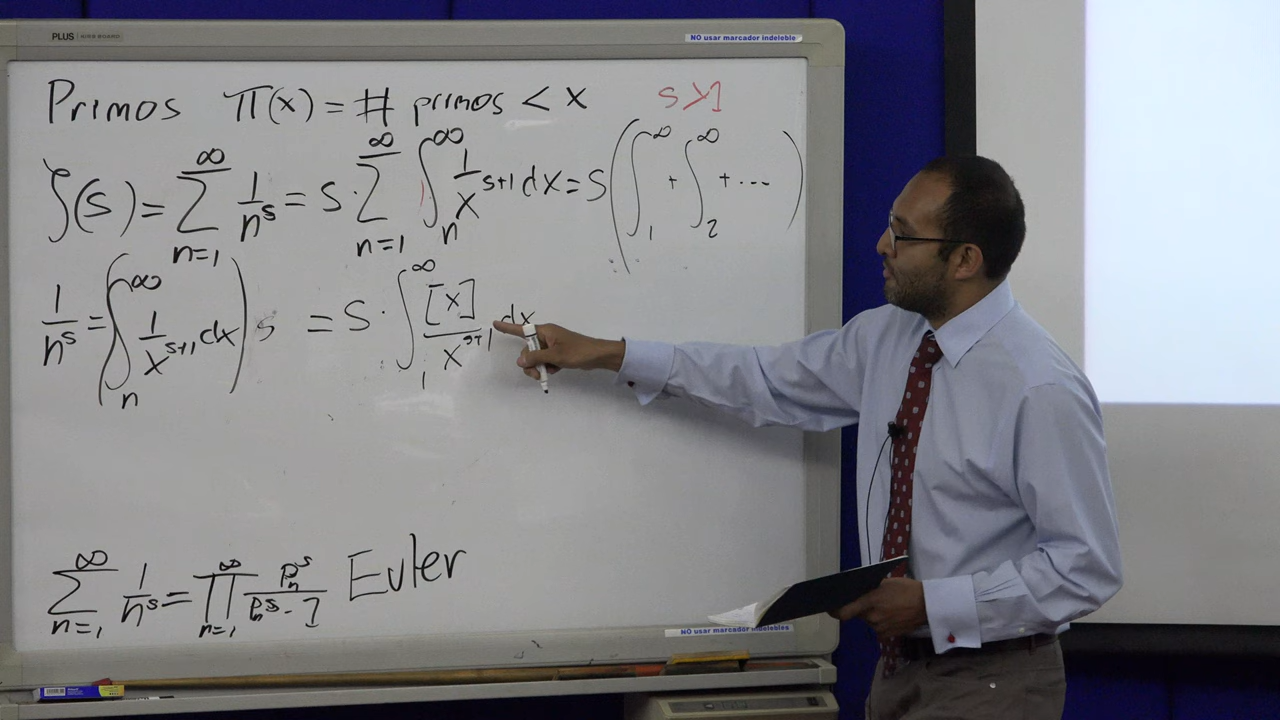 PLUS
NO usar marcador indeleble
Primos π(x) = # primos < x s>1
ζ(s) = ∑_{n=1}^{∞} 1/n^s = s·∑_{n=1}^{∞} ∫_n^∞ 1/x^{s+1} dx = s(∫_1^∞ + ∫_2^∞ + ⋯)
1/n^s = (∫_n^∞ 1/x^{s+1} dx) s = s·∫_1^∞ [x]/x^{s+1} dx
∑_{n=1}^{∞} 1/n^s = ∏_{n=1}^{∞} p_n^s/(p_n^s - 1) Euler
NO usar marcador indelebles